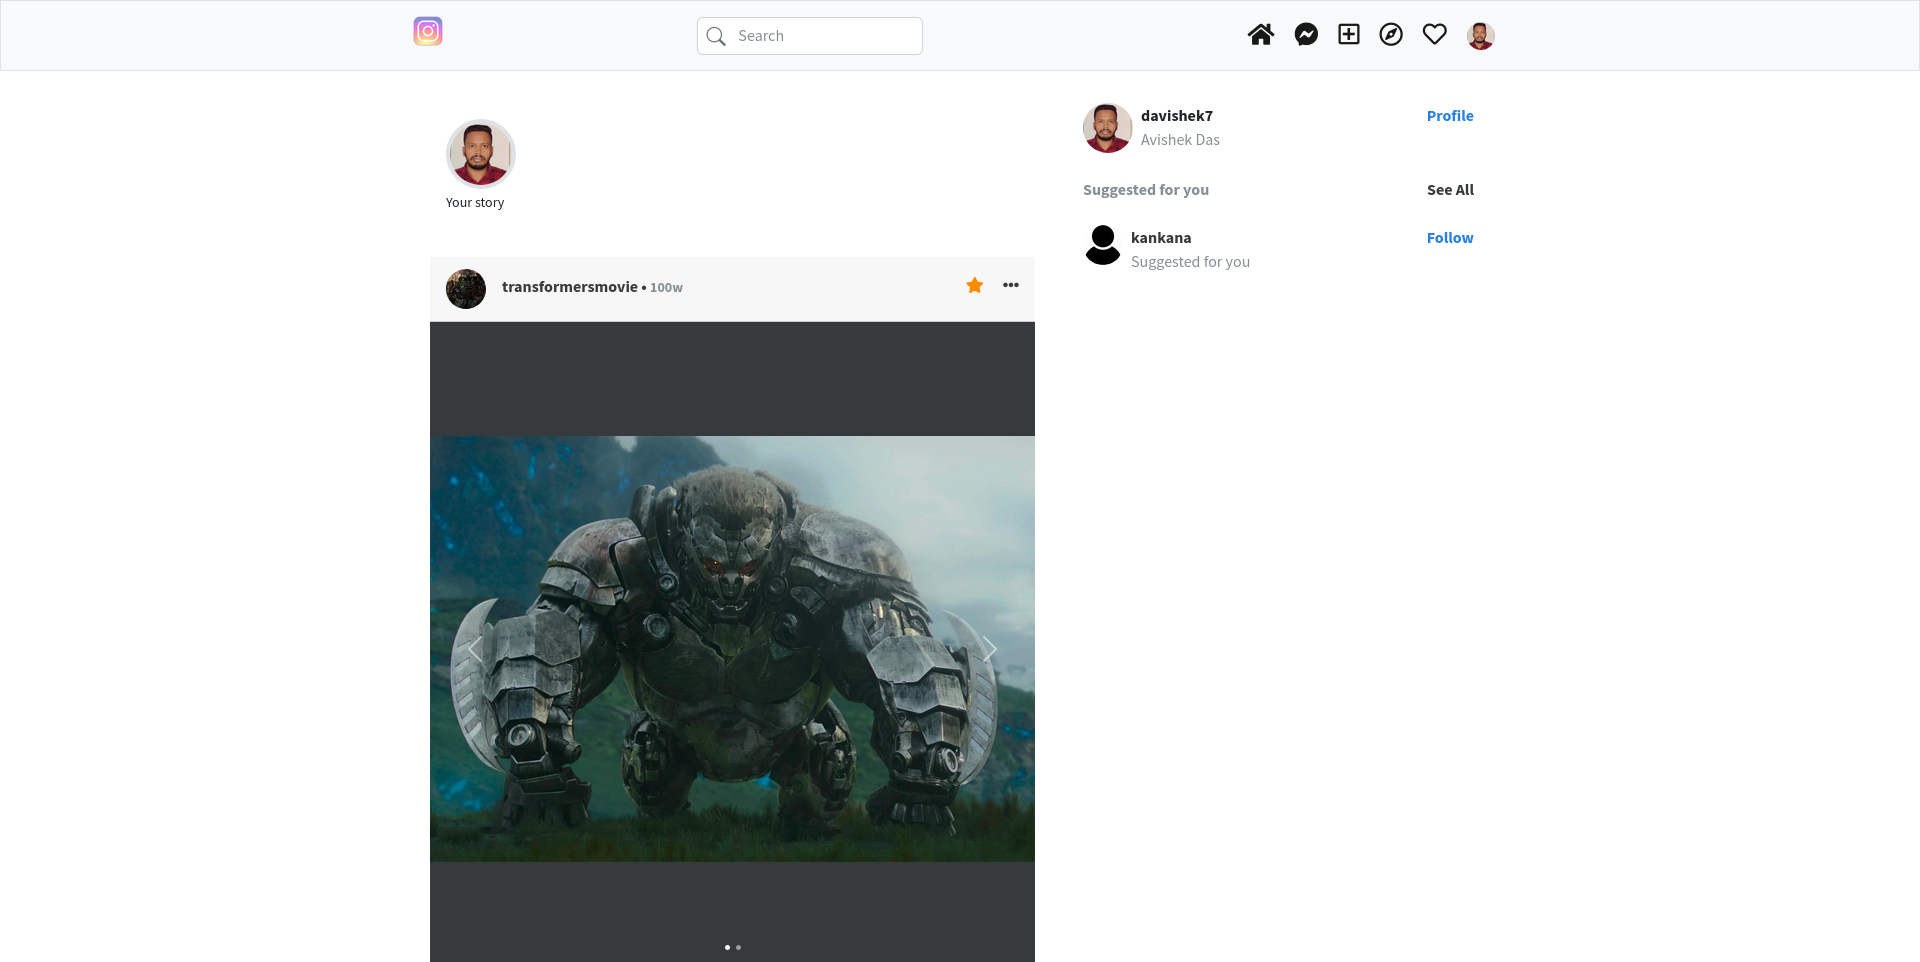 Search
davishek7
Profile
Avishek Das
Your story
Suggested for you
See All
kankana
Follow
Suggested for you
transformersmovie • 100w